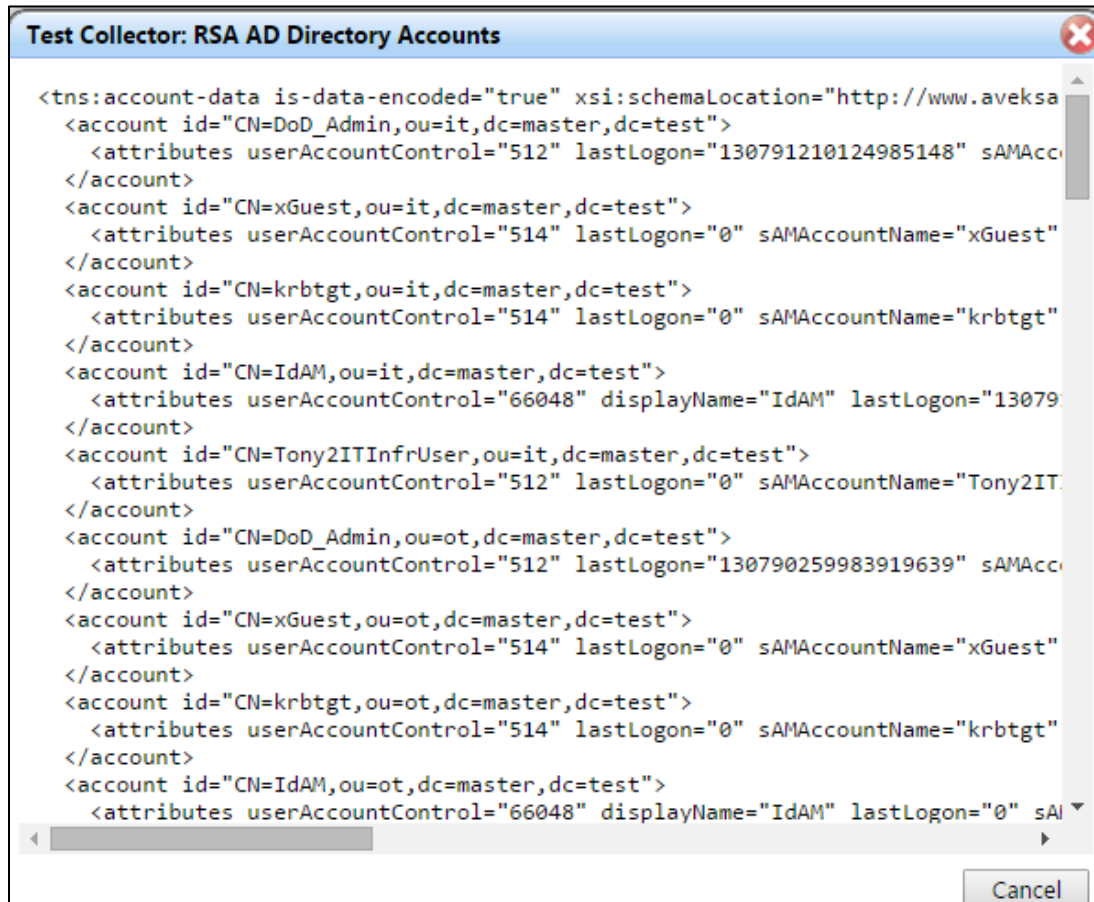 Test Collector: RSA AD Directory Accounts
<tns:account-data is-data-encoded="true" xsi:schemaLocation="http://www.aveksa
<account id="CN=DoD_Admin,ou=it,dc=master,dc=test">
<attributes userAccountControl="512" lastLogon="130791210124985148" sAMAcc
</account>
<account id="CN=xGuest,ou=it,dc=master,dc=test">
<attributes userAccountControl="514" lastLogon="0" sAMAccountName="xGuest"
</account>
<account id="CN=krbtgt,ou=it,dc=master,dc=test">
<attributes userAccountControl="514" lastLogon="0" sAMAccountName="krbtgt"
</account>
<account id="CN=IdAM,ou=it,dc=master,dc=test">
<attributes userAccountControl="66048" displayName="IdAM" lastLogon="13079
</account>
<account id="CN=Tony2ITInfrUser,ou=it,dc=master,dc=test">
<attributes userAccountControl="512" lastLogon="0" sAMAccountName="Tony2IT
</account>
<account id="CN=DoD_Admin,ou=ot,dc=master,dc=test">
<attributes userAccountControl="512" lastLogon="130790259983919639" sAMAcc
</account>
<account id="CN=xGuest,ou=ot,dc=master,dc=test">
<attributes userAccountControl="514" lastLogon="0" sAMAccountName="xGuest"
</account>
<account id="CN=krbtgt,ou=ot,dc=master,dc=test">
<attributes userAccountControl="514" lastLogon="0" sAMAccountName="krbtgt"
</account>
<account id="CN=IdAM,ou=ot,dc=master,dc=test">
<attributes userAccountControl="66048" displayName="IdAM" lastLogon="0" sA
Cancel